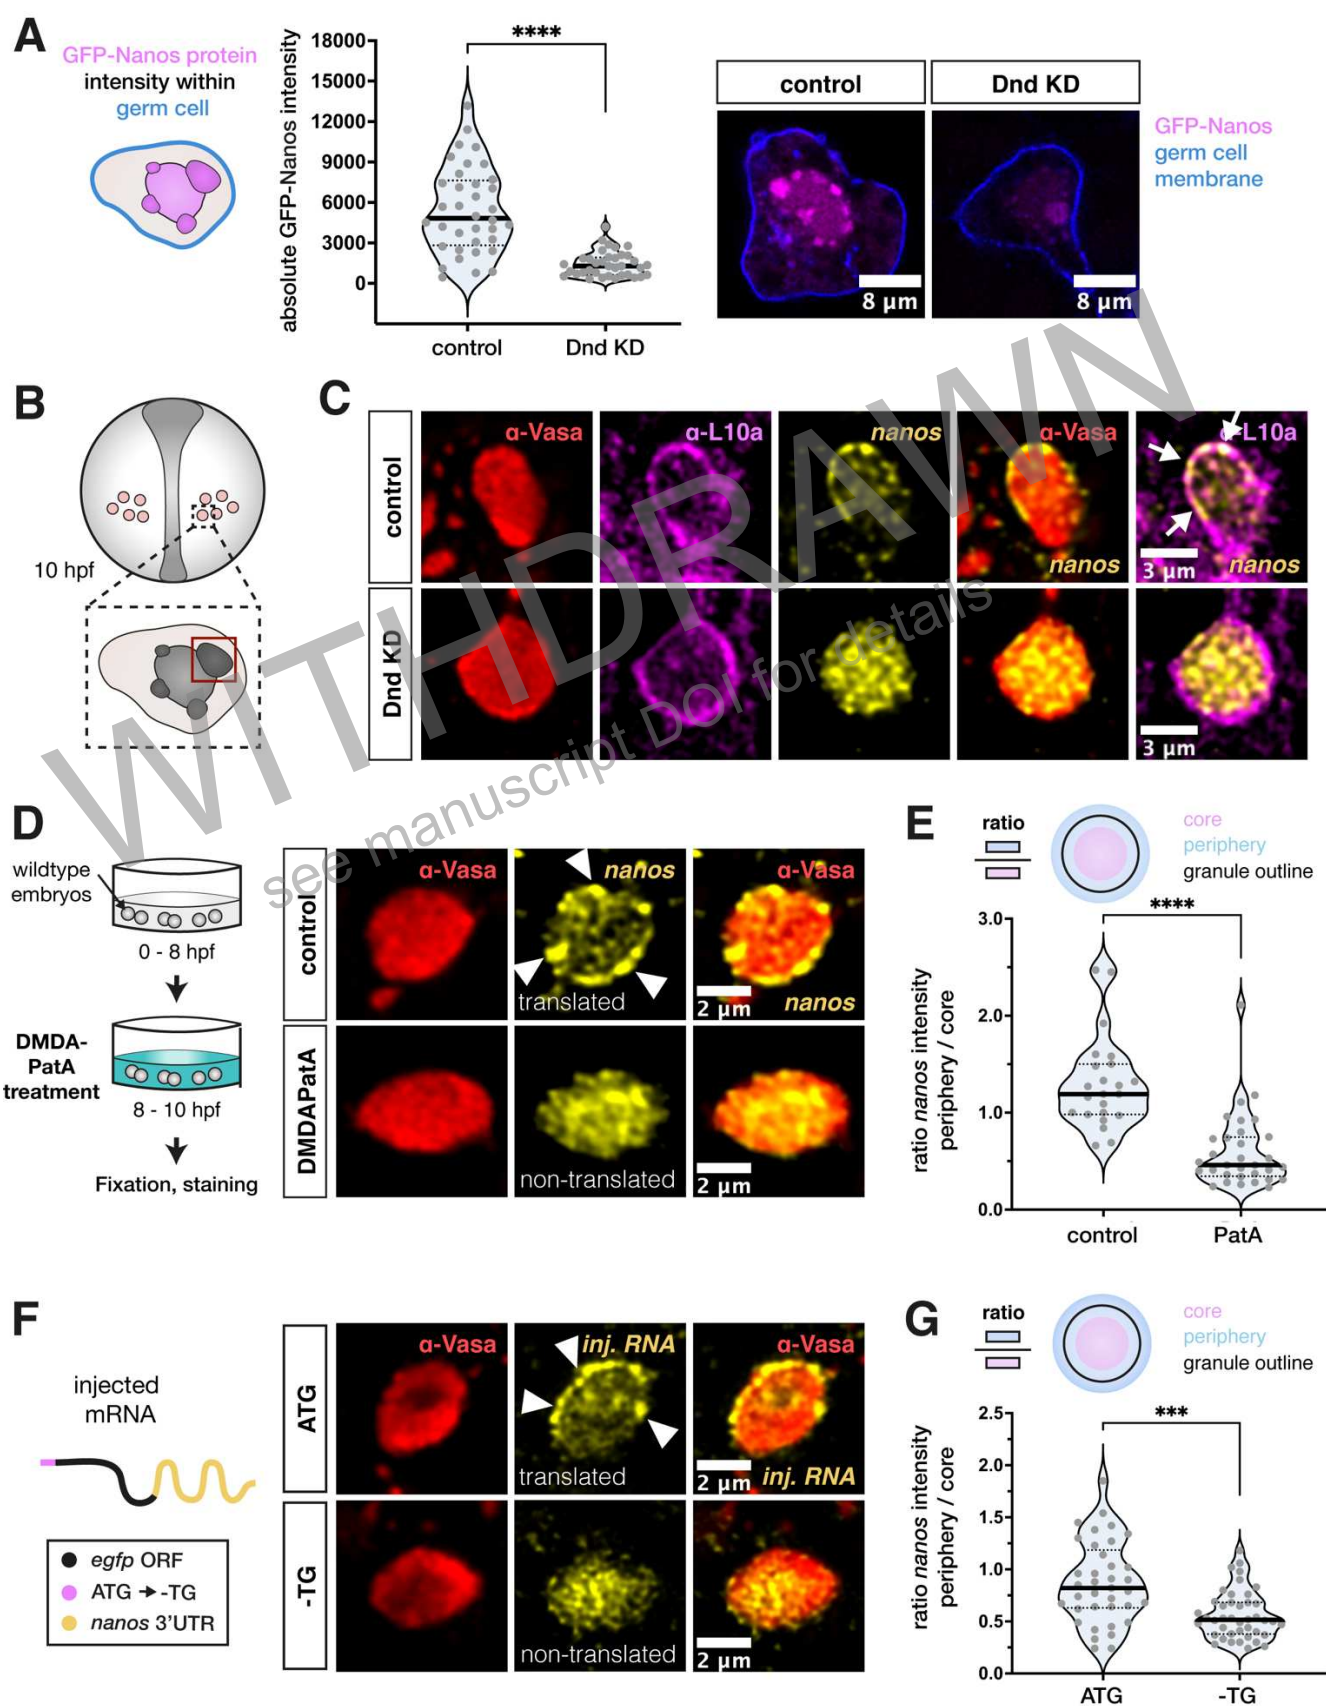 A
GFP-Nanos protein
intensity within
germ cell
absolute GFP-Nanos intensity
18000
15000
12000
9000
6000
3000
0
****
control
Dnd KD
control
Dnd KD
8 µm
8 µm
GFP-Nanos
germ cell
membrane
B
10 hpf
C
control
Dnd KD
α-Vasa
α-L10a
nanos
α-Vasa
nanos
α-L10a
3 µm
nanos
3 µm
WITHDRAWN
see manuscript DOI for details
D
wildtype
embryos
0 - 8 hpf
DMDA-
PatA
treatment
8 - 10 hpf
Fixation, staining
control
DMDAPatA
α-Vasa
nanos
translated
α-Vasa
2 µm
nanos
non-translated
2 µm
E
ratio
core
periphery
granule outline
ratio nanos intensity
periphery / core
3.0
2.0
1.0
0.0
****
control
PatA
F
injected
mRNA
egfp ORF
ATG ➔ -TG
nanos 3'UTR
ATG
-TG
α-Vasa
inj. RNA
translated
α-Vasa
2 µm
inj. RNA
non-translated
2 µm
G
ratio
core
periphery
granule outline
ratio nanos intensity
periphery / core
2.5
2.0
1.5
1.0
0.5
0.0
***
ATG
-TG